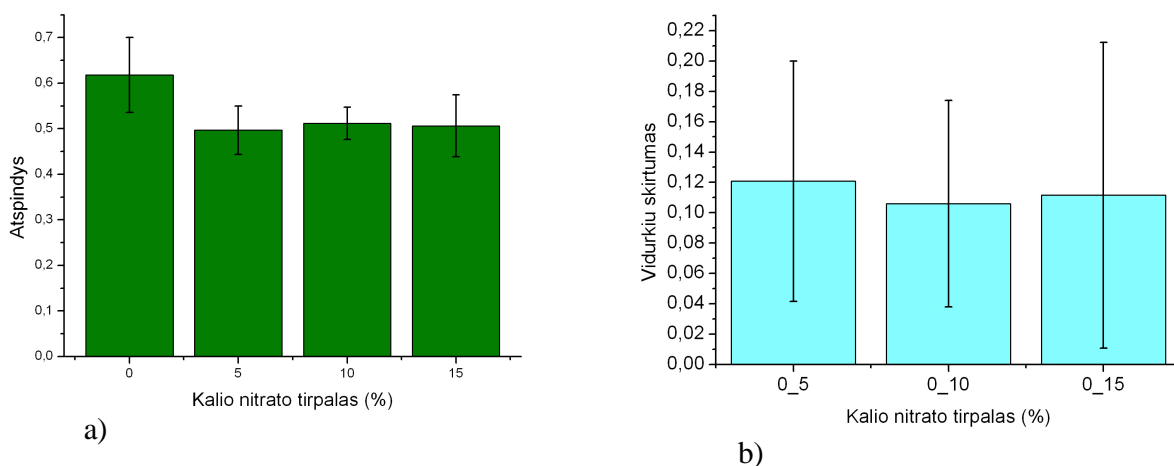 0,7
0,6
0,5
0,4
0,3
0,2
0,1
0,0
Atspindys
0 5 10 15
Kalio nitrato tirpalas (%)
a)
0,22
0,20
0,18
0,16
0,14
0,12
0,10
0,08
0,06
0,04
0,02
0,00
Vidurkiu skirtumas
0_5 0_10 0_15
Kalio nitrato tirpalas (%)
b)